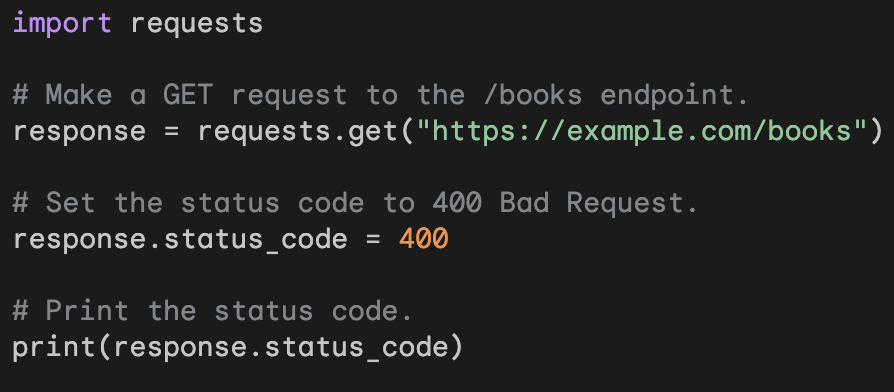 import requests
# Make a GET request to the /books endpoint.
response = requests.get("https://example.com/books")
# Set the status code to 400 Bad Request.
response.status_code = 400
# Print the status code.
print(response.status_code)